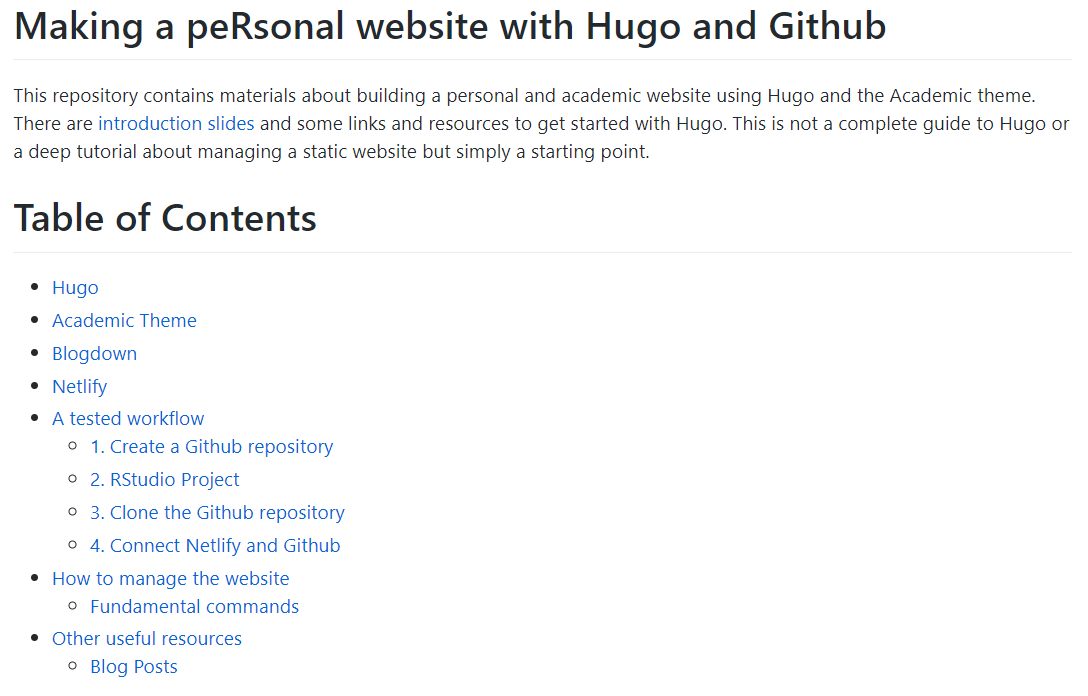 Making a peRsonal website with Hugo and Github
This repository contains materials about building a personal and academic website using Hugo and the Academic theme.
There are introduction slides and some links and resources to get started with Hugo. This is not a complete guide to Hugo or
a deep tutorial about managing a static website but simply a starting point.
Table of Contents
Hugo
Academic Theme
Blogdown
Netlify
A tested workflow
1. Create a Github repository
2. RStudio Project
3. Clone the Github repository
4. Connect Netlify and Github
How to manage the website
Fundamental commands
Other useful resources
Blog Posts